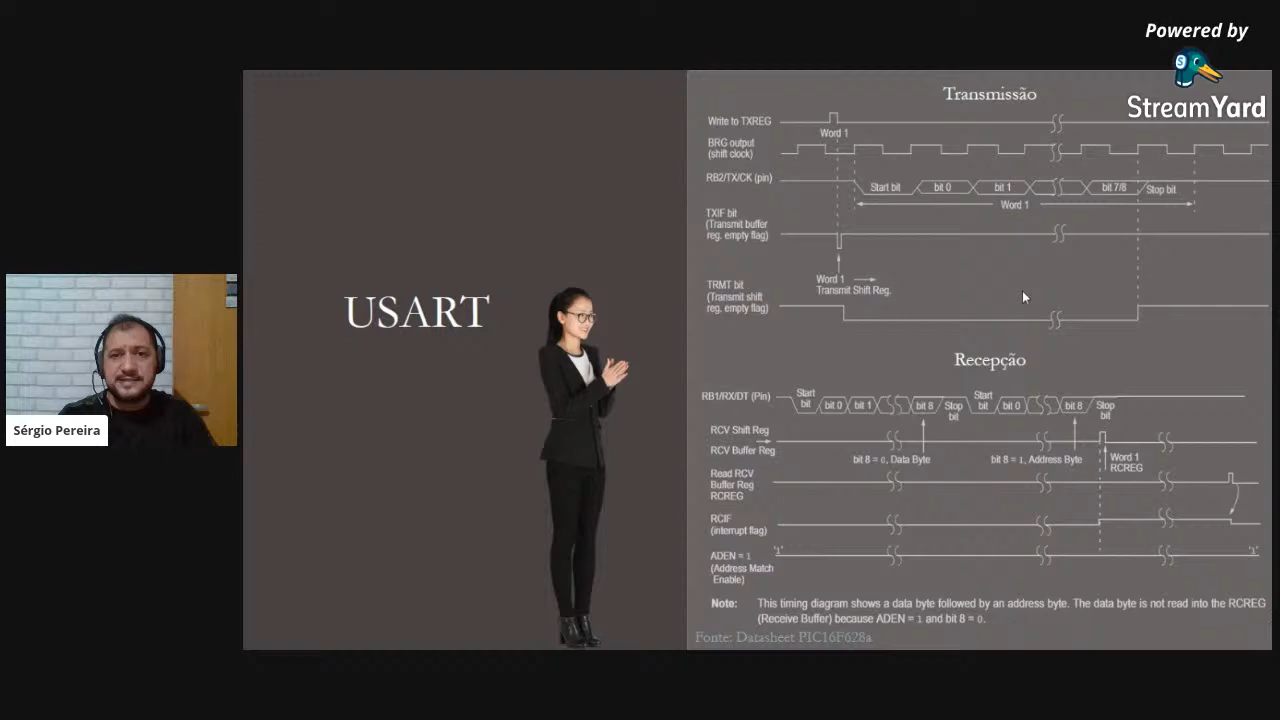 Powered by
StreamYard
Sérgio Pereira
USART
Transmissão
Write to TXREG
Word 1
BRG output
(shift clock)
RB2/TX/CK (pin)
Start bit
bit 0
bit 1
bit 7/8
Stop bit
Word 1
TXIF bit
(Transmit buffer
reg. empty flag)
Word 1
Transmit Shift Reg.
TRMT bit
(Transmit shift
reg. empty flag)
Recepção
RB1/RX/DT (Pin)
Start
bit
bit 0
bit 1
bit 8
Stop
bit
Start
bit
bit 0
bit 8
Stop
bit
RCV Shift Reg
RCV Buffer Reg
bit 8 = 0, Data Byte
bit 8 = 1, Address Byte
Word 1
RCREG
Read RCV
Buffer Reg
RCREG
RCIF
(interrupt flag)
ADEN = 1
(Address Match
Enable)
'1'
'1'
Note: This timing diagram shows a data byte followed by an address byte. The data byte is not read into the RCREG
(Receive Buffer) because ADEN = 1 and bit 8 = 0.
Fonte: Datasheet PIC16F628a